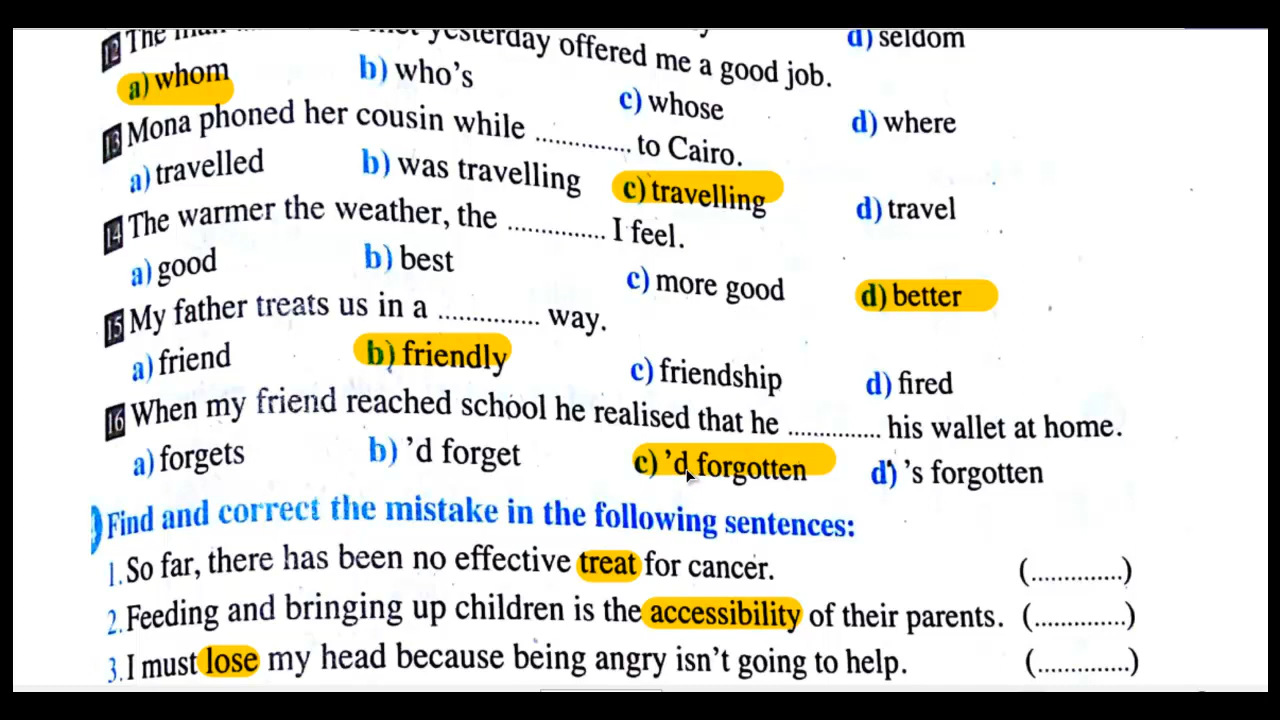 d) seldom
12 The yesterday offered me a good job.
a) whom b) who's c) whose d) where
13 Mona phoned her cousin while .............. to Cairo.
a) travelled b) was travelling c) travelling d) travel
14 The warmer the weather, the .............. I feel.
a) good b) best c) more good d) better
15 My father treats us in a .............. way.
a) friend b) friendly c) friendship d) fired
16 When my friend reached school he realised that he .............. his wallet at home.
a) forgets b) 'd forget c) 'd forgotten d) 's forgotten
Find and correct the mistake in the following sentences:
1. So far, there has been no effective treat for cancer. (..............)
2. Feeding and bringing up children is the accessibility of their parents. (..............)
3. I must lose my head because being angry isn't going to help. (..............)